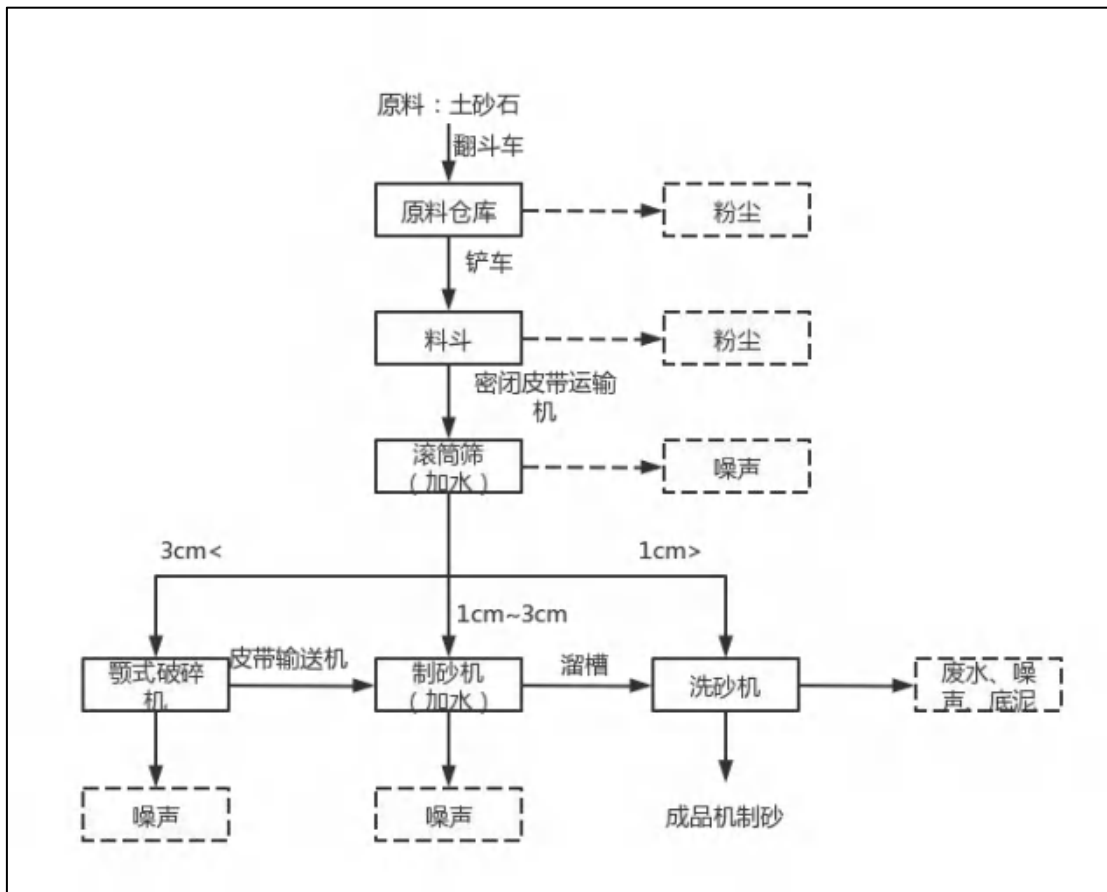 原料：土砂石
翻斗车
原料仓库
粉尘
铲车
料斗
粉尘
密闭皮带运输
机
滚筒筛
（加水）
噪声
3cm<
1cm>
1cm~3cm
颚式破碎
机
皮带输送机
制砂机
（加水）
溜槽
洗砂机
废水、噪
声、底泥
噪声
噪声
成品机制砂